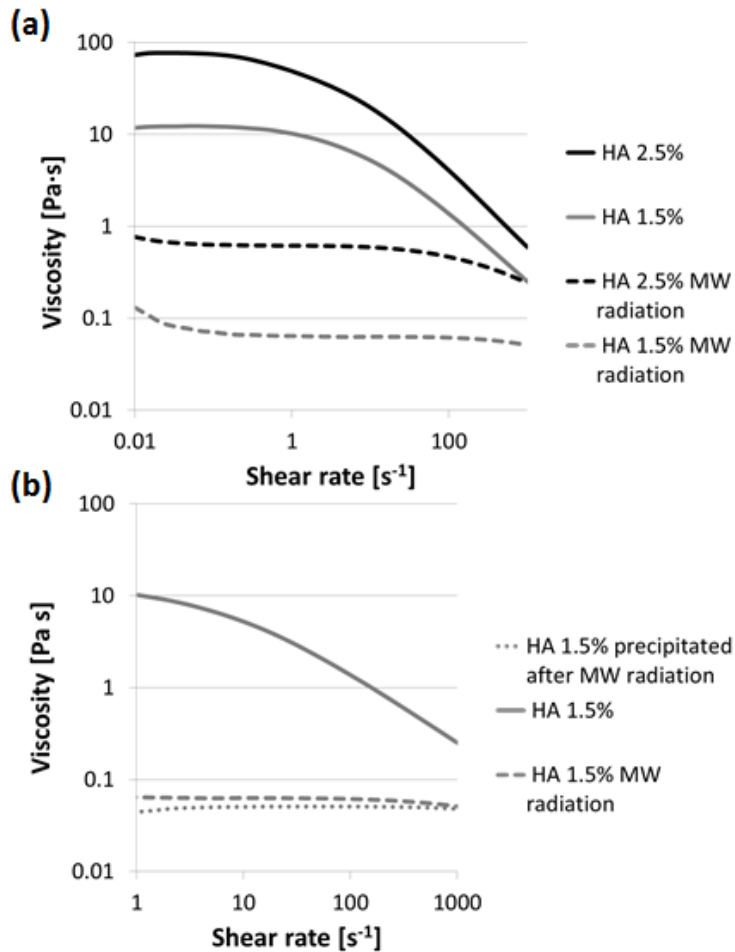 (a)
100
10
1
0.1
0.01
Viscosity [Pa·s]
0.01 1 100
Shear rate [s-1]
HA 2.5%
HA 1.5%
HA 2.5% MW
radiation
HA 1.5% MW
radiation
(b)
100
10
1
0.1
0.01
Viscosity [Pa s]
1 10 100 1000
Shear rate [s-1]
HA 1.5% precipitated
after MW radiation
HA 1.5%
HA 1.5% MW
radiation